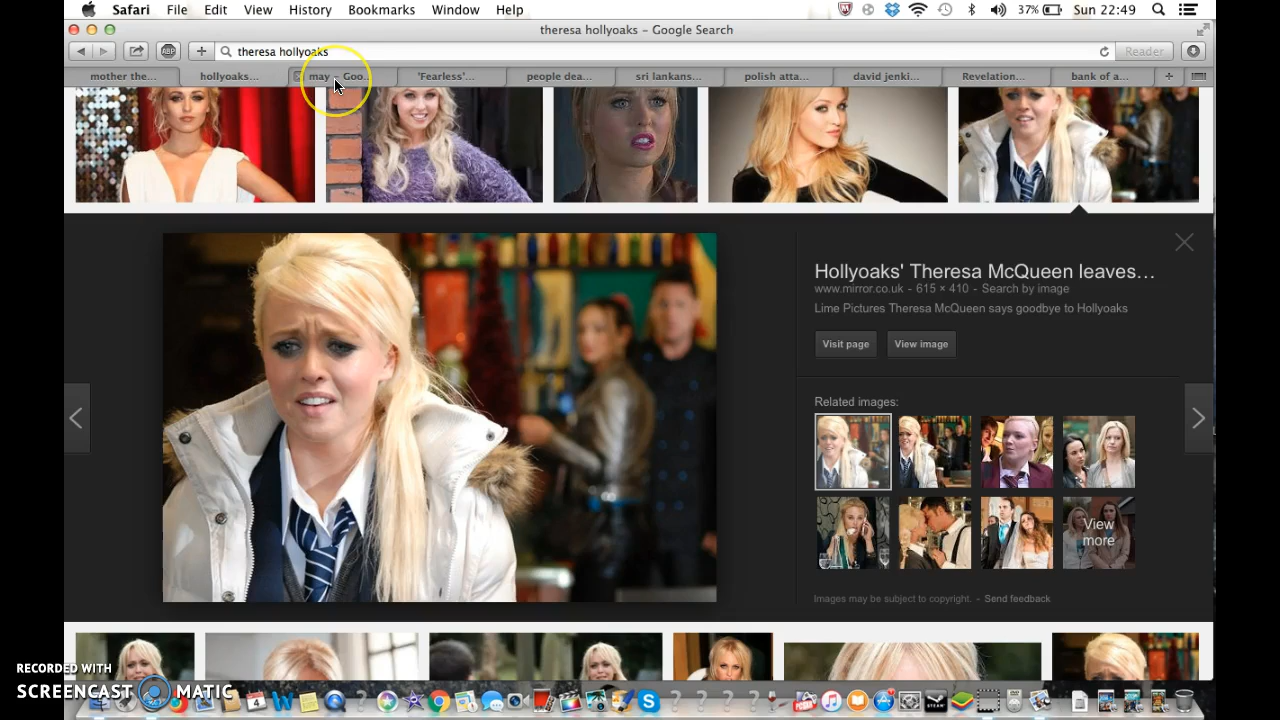 Safari File Edit View History Bookmarks Window Help 37% Sun 22:49
theresa hollyoaks – Google Search
ABP theresa hollyoaks Reader
mother the... hollyoaks... may – Goo... 'Fearless'... people dea... sri lankans... polish atta... david jenki... Revelation... bank of a...
Hollyoaks' Theresa McQueen leaves...
www.mirror.co.uk - 615 × 410 - Search by image
Lime Pictures Theresa McQueen says goodbye to Hollyoaks
Visit page View image
Related images:
View
more
Images may be subject to copyright. - Send feedback
RECORDED WITH
SCREENCAST MATIC